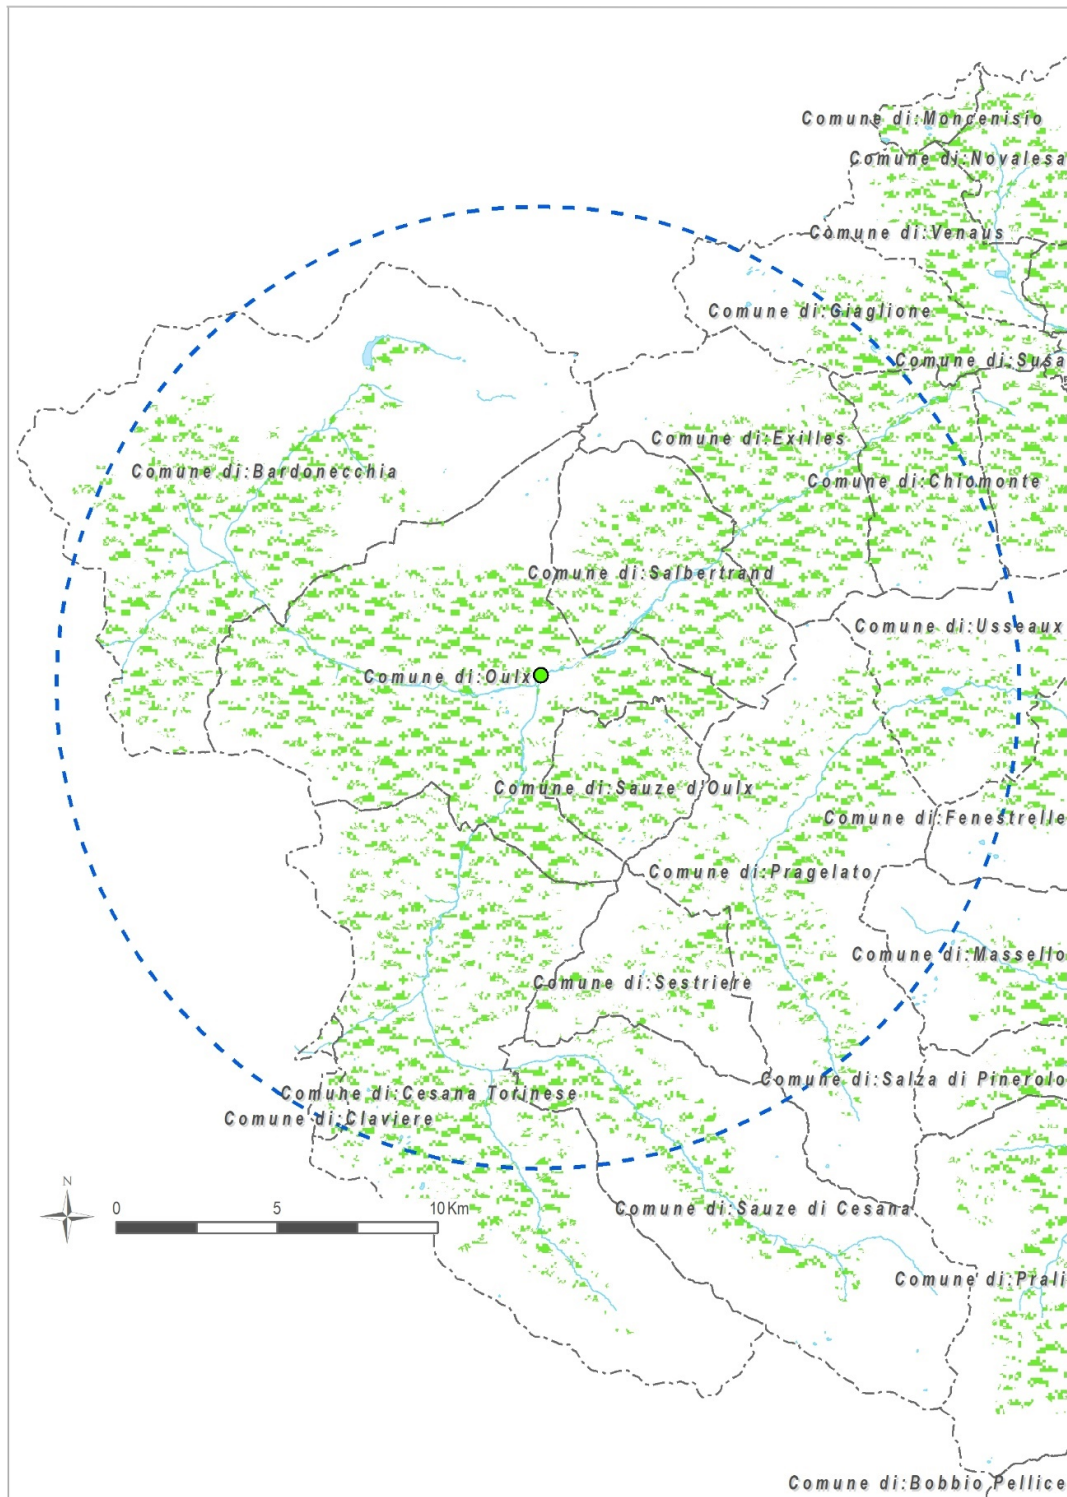 Comune di:Moncenisio
Comune di:Novalesa
Comune di:Venaus
Comune di:Giaglione
Comune di:Susa
Comune di:Exilles
Comune di:Bardonecchia
Comune di:Chiomonte
Comune di:Salbertrand
Comune di:Usseaux
Comune di:Oulx
Comune di:Sauze d'Oulx
Comune di:Fenestrelle
Comune di:Pragelato
Comune di:Massello
Comune di:Sestriere
Comune di:Salza di Pinerolo
Comune di:Cesana Torinese
Comune di:Claviere
N
0 5 10 Km
Comune di:Sauze di Cesana
Comune di:Prali
Comune di:Bobbio Pellice